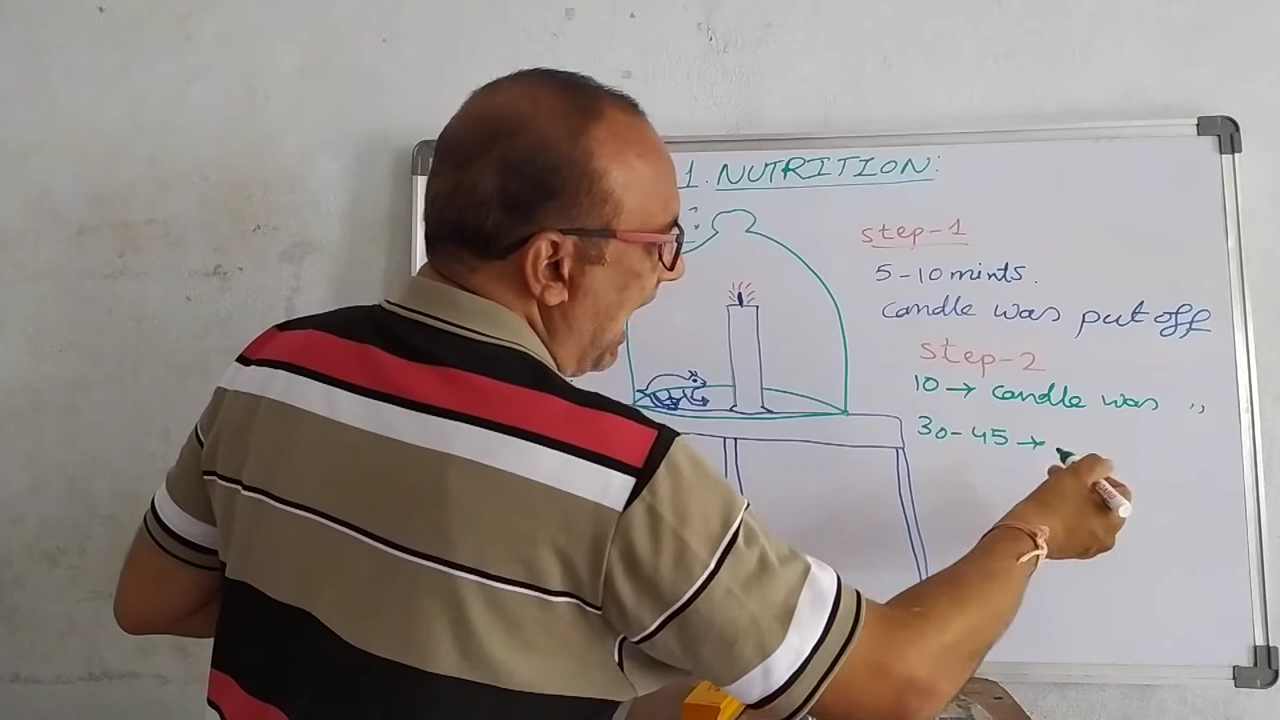 1. NUTRITION:
step-1
5-10 mints.
candle was put off
step-2
10 → candle was ,,
30-45 →